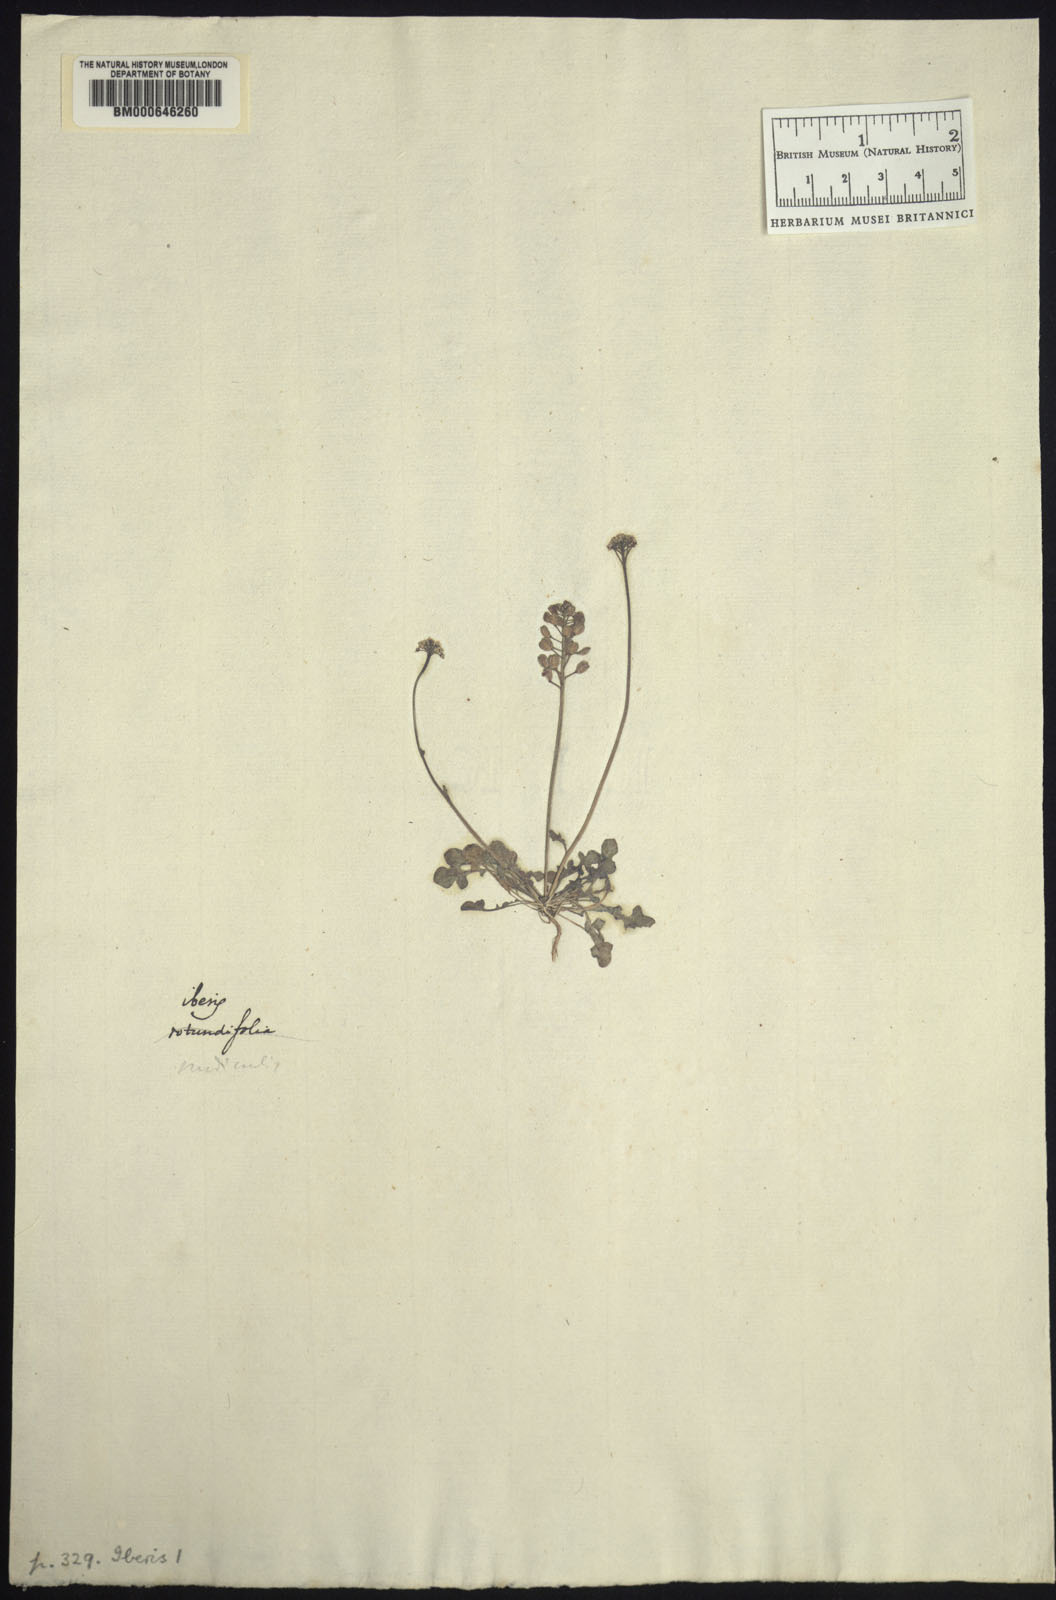 THE NATURAL HISTORY MUSEUM, LONDON
DEPARTMENT OF BOTANY
BM000646260
1 2
BRITISH MUSEUM (NATURAL HISTORY)
1 2 3 4 5
HERBARIUM MUSEI BRITANNICI
iberis
rotundifolia
nudicalis
p. 329. Iberis 1